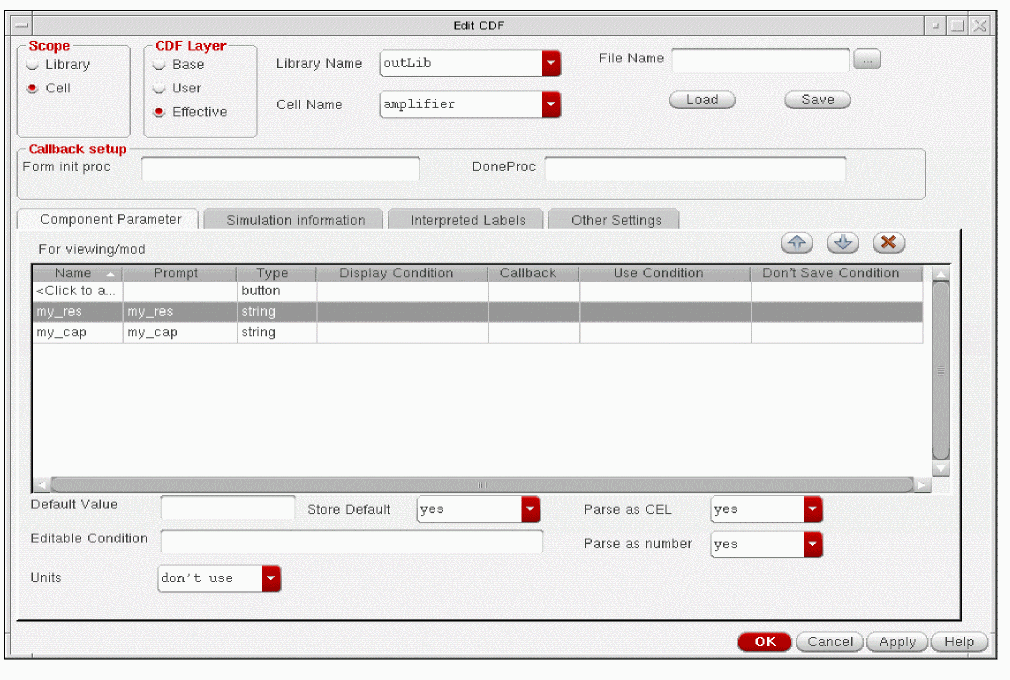 Edit CDF
Scope
Library
Cell
CDF Layer
Base
User
Effective
Library Name outLib
Cell Name amplifier
File Name ...
Load Save
Callback setup
Form init proc DoneProc
Component Parameter Simulation information Interpreted Labels Other Settings
For viewing/mod
Name Prompt Type Display Condition Callback Use Condition Don't Save Condition
<Click to a... button
my_res my_res string
my_cap my_cap string
Default Value Store Default yes Parse as CEL yes
Editable Condition Parse as number yes
Units don't use
OK Cancel Apply Help